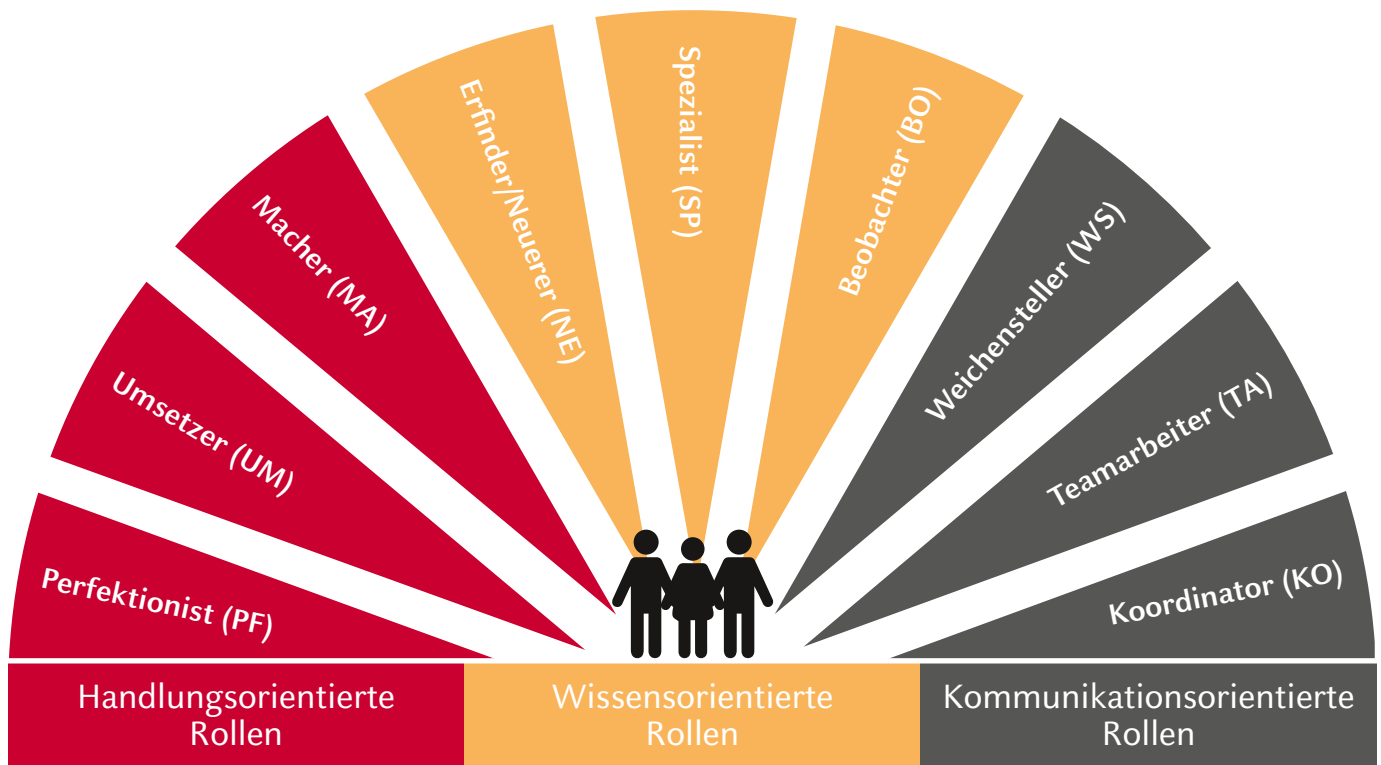 Perfektionist (PF)
Umsetzer (UM)
Macher (MA)
Erfinder/Neuerer (NE)
Spezialist (SP)
Beobachter (BO)
Weichensteller (WS)
Teamarbeiter (TA)
Koordinator (KO)
Handlungsorientierte
Rollen
Wissensorientierte
Rollen
Kommunikationsorientierte
Rollen